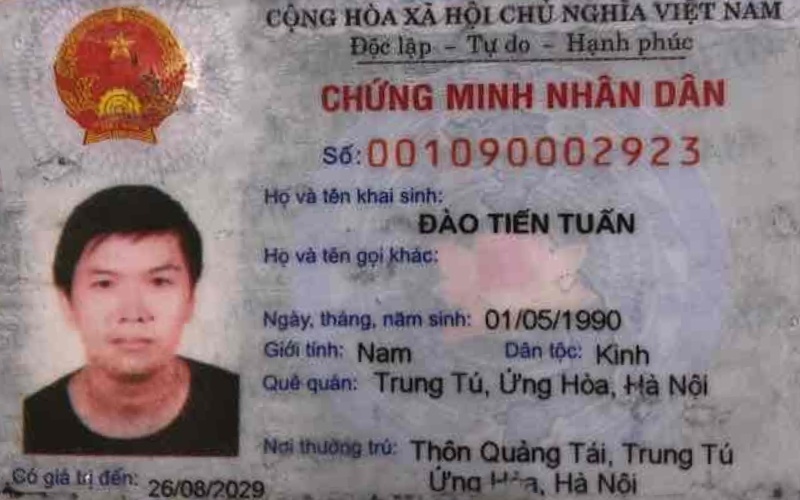 CỘNG HÒA XÃ HỘI CHỦ NGHĨA VIỆT NAM
Độc lập - Tự do - Hạnh phúc
CHỨNG MINH NHÂN DÂN
Số: 001090002923
Họ và tên khai sinh:
ĐÀO TIẾN TUẤN
Họ và tên gọi khác:
Ngày, tháng, năm sinh: 01/05/1990
Giới tính: Nam Dân tộc: Kinh
Quê quán: Trung Tú, Ứng Hòa, Hà Nội
Nơi thường trú: Thôn Quảng Tái, Trung Tú
Ứng Hòa, Hà Nội
Có giá trị đến: 26/08/2029